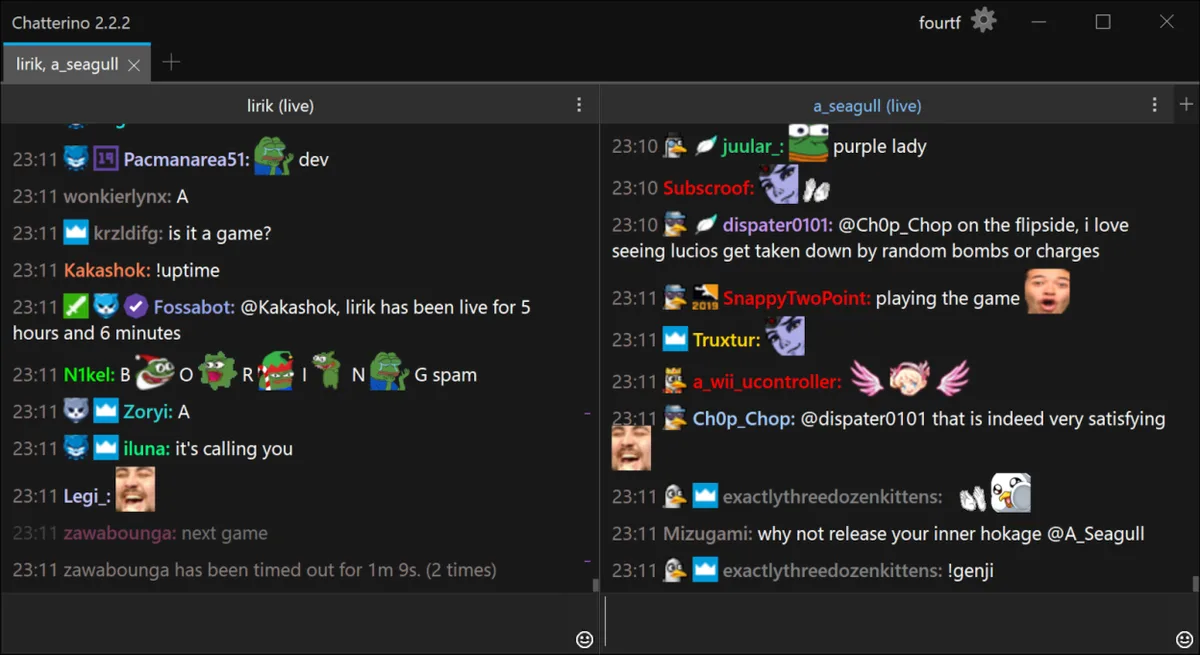 Chatterino 2.2.2
fourtf
lirik, a_seagull
lirik (live)
23:11 19 Pacmanarea51: dev
23:11 wonkierlynx: A
23:11 krzldifg: is it a game?
23:11 Kakashok: !uptime
23:11 Fossabot: @Kakashok, lirik has been live for 5
hours and 6 minutes
23:11 N1kel: B O R I N G spam
23:11 Zoryi: A
23:11 iluna: it's calling you
23:11 Legi_:
23:11 zawabounga: next game
23:11 zawabounga has been timed out for 1m 9s. (2 times)
a_seagull (live)
23:10 juular_: purple lady
23:10 Subscroof:
23:10 dispater0101: @Ch0p_Chop on the flipside, i love
seeing lucios get taken down by random bombs or charges
23:11 2019 SnappyTwoPoint: playing the game
23:11 Truxtur:
23:11 a_wii_ucontroller:
23:11 Ch0p_Chop: @dispater0101 that is indeed very satisfying
23:11 exactlythreedozenkittens:
23:11 Mizugami: why not release your inner hokage @A_Seagull
23:11 exactlythreedozenkittens: !genji